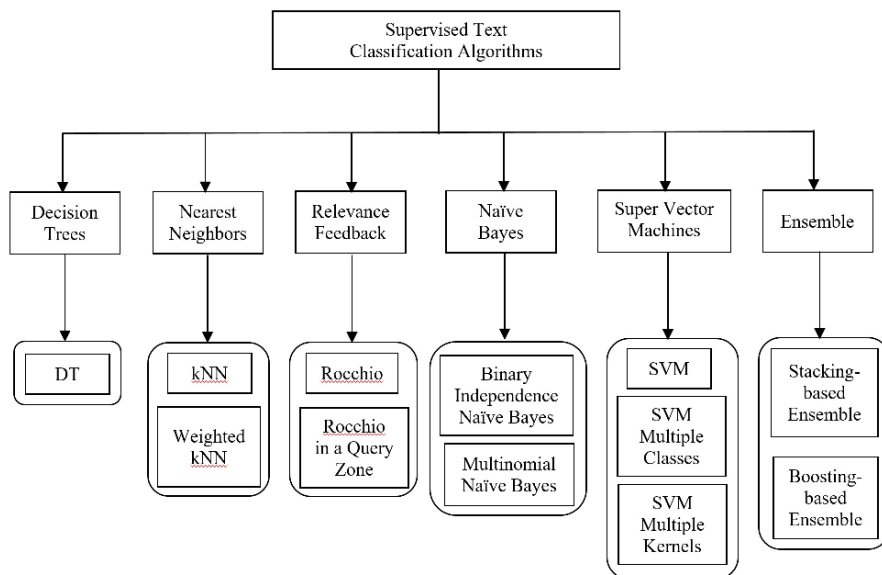 Supervised Text
Classification Algorithms
Decision
Trees
Nearest
Neighbors
Relevance
Feedback
Naïve
Bayes
Super Vector
Machines
Ensemble
DT
kNN
Weighted
kNN
Rocchio
Rocchio
in a Query
Zone
Binary
Independence
Naïve Bayes
Multinomial
Naïve Bayes
SVM
SVM
Multiple
Classes
SVM
Multiple
Kernels
Stacking-
based
Ensemble
Boosting-
based
Ensemble